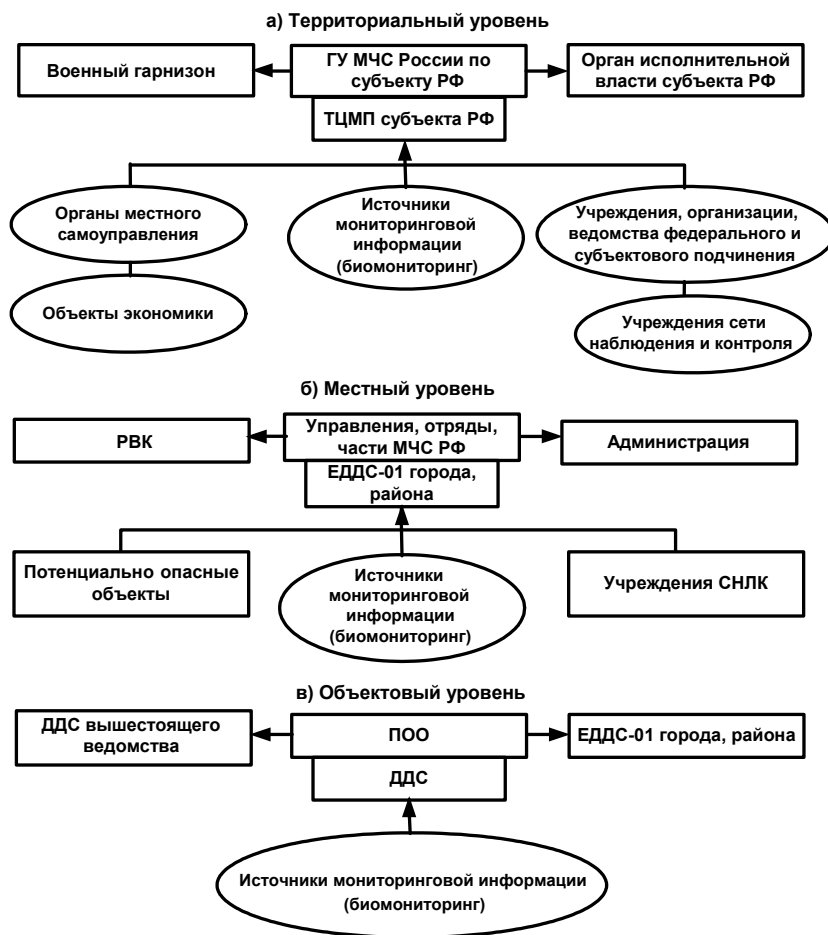 а) Территориальный уровень
Военный гарнизон
ГУ МЧС России по
субъекту РФ
Орган исполнительной
власти субъекта РФ
ТЦМП субъекта РФ
Органы местного
самоуправления
Источники
мониторинговой
информации
(биомониторинг)
Учреждения, организации,
ведомства федерального и
субъектового подчинения
Объекты экономики
Учреждения сети
наблюдения и контроля
б) Местный уровень
РВК
Управления, отряды,
части МЧС РФ
Администрация
ЕДДС-01 города,
района
Потенциально опасные
объекты
Источники
мониторинговой
информации
(биомониторинг)
Учреждения СНЛК
в) Объектовый уровень
ДДС вышестоящего
ведомства
ПОО
ЕДДС-01 города, района
ДДС
Источники мониторинговой информации
(биомониторинг)